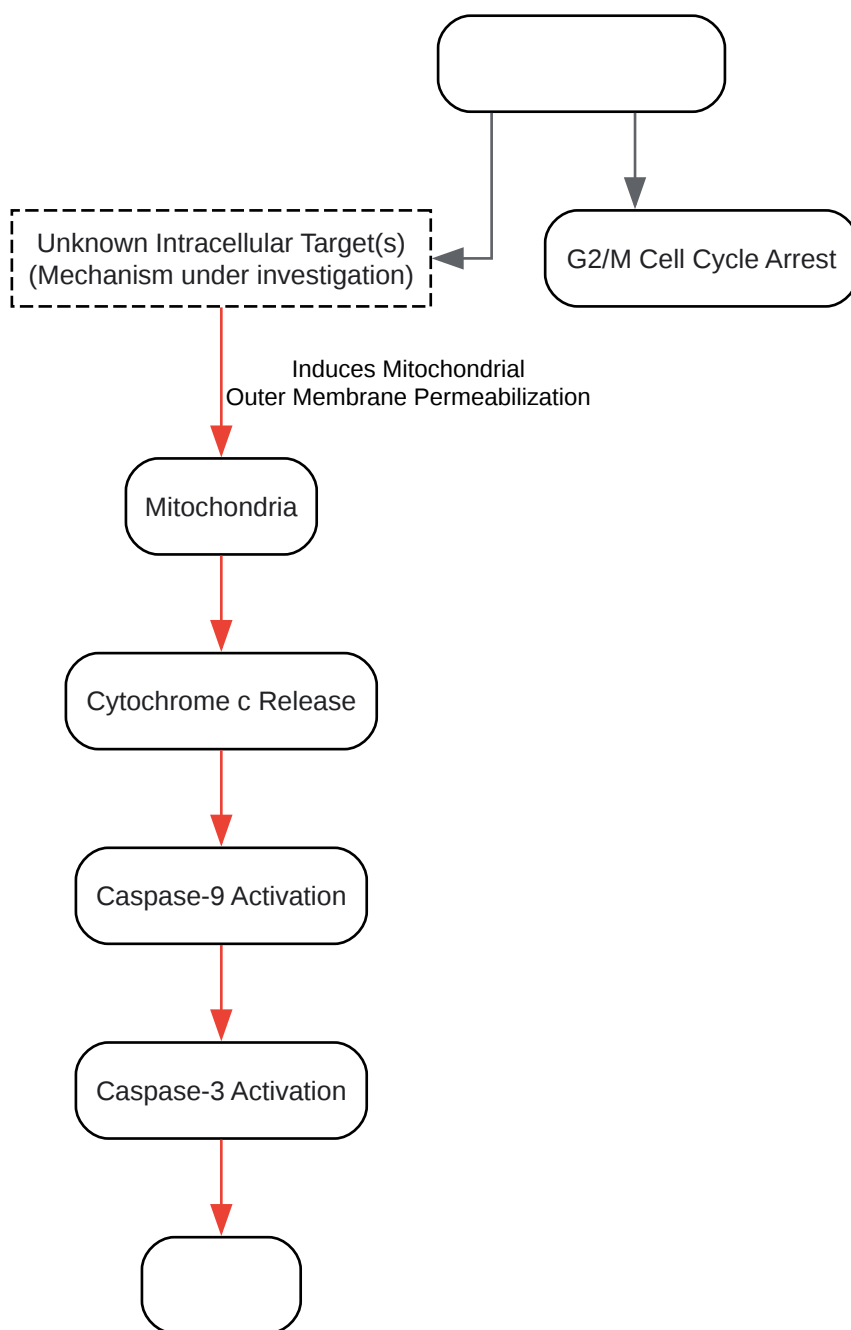 Unknown Intracellular Target(s)
(Mechanism under investigation)
G2/M Cell Cycle Arrest
Induces Mitochondrial
Outer Membrane Permeabilization
Mitochondria
Cytochrome c Release
Caspase-9 Activation
Caspase-3 Activation